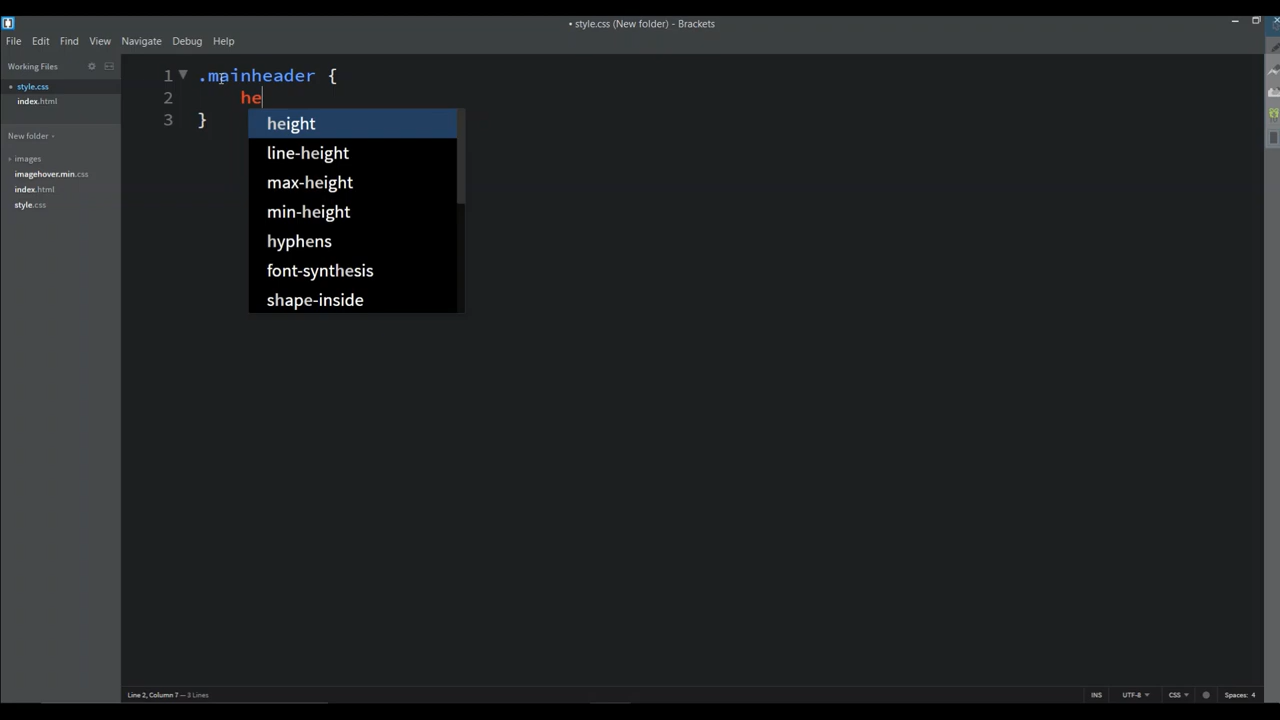 • style.css (New folder) - Brackets
File Edit Find View Navigate Debug Help
Working Files
style.css
index.html
New folder
images
imagehover.min.css
index.html
style.css
1 .mainheader {
2 he
3 }
height
line-height
max-height
min-height
hyphens
font-synthesis
shape-inside
Line 2, Column 7 — 3 Lines
INS UTF-8 CSS Spaces: 4